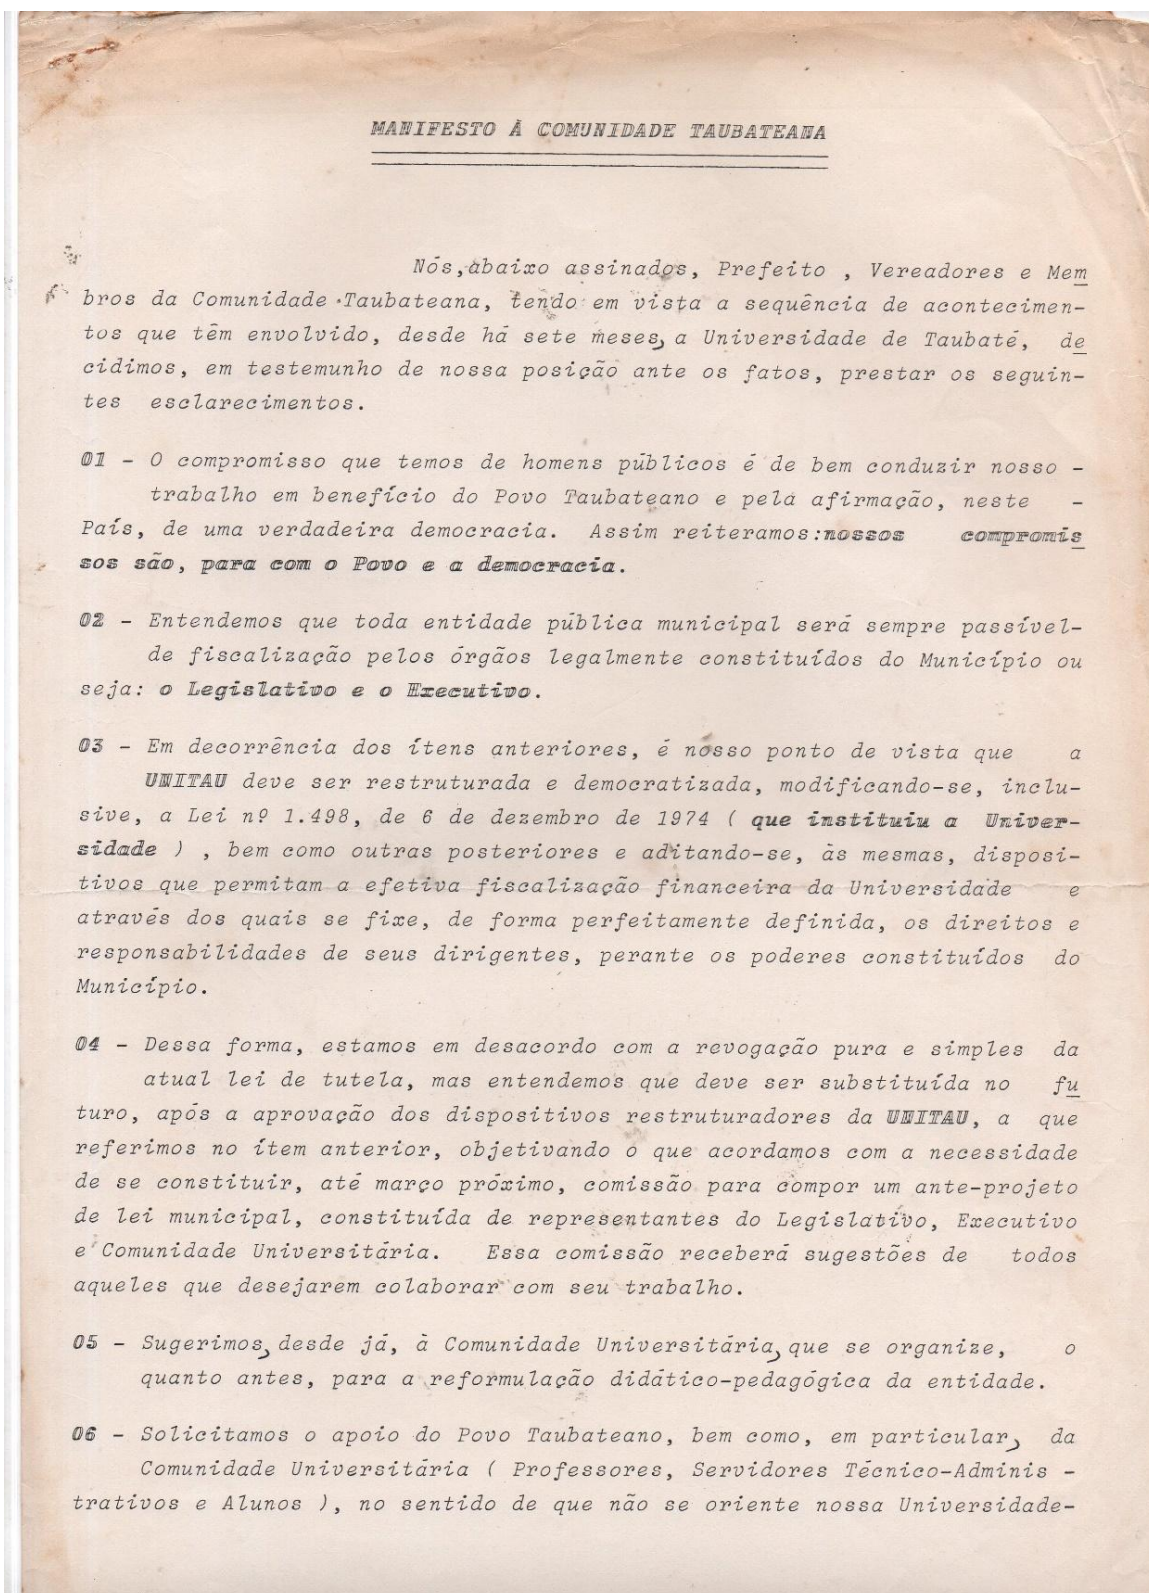 MANIFESTO À COMUNIDADE TAUBATEANA
Nós, abaixo assinados, Prefeito , Vereadores e Mem
bros da Comunidade Taubateana, tendo em vista a sequência de acontecimen-
tos que têm envolvido, desde há sete meses, a Universidade de Taubaté, de
cidimos, em testemunho de nossa posição ante os fatos, prestar os seguin-
tes esclarecimentos.
01 - O compromisso que temos de homens públicos é de bem conduzir nosso -
trabalho em benefício do Povo Taubateano e pela afirmação, neste -
País, de uma verdadeira democracia. Assim reiteramos:nossos compromis
sos são, para com o Povo e a democracia.
02 - Entendemos que toda entidade pública municipal será sempre passível-
de fiscalização pelos órgãos legalmente constituídos do Município ou
seja: o Legislativo e o Executivo.
03 - Em decorrência dos ítens anteriores, é nosso ponto de vista que a
UNITAU deve ser restruturada e democratizada, modificando-se, inclu-
sive, a Lei nº 1.498, de 6 de dezembro de 1974 ( que instituiu a Univer-
sidade ) , bem como outras posteriores e aditando-se, às mesmas, disposi-
tivos que permitam a efetiva fiscalização financeira da Universidade e
através dos quais se fixe, de forma perfeitamente definida, os direitos e
responsabilidades de seus dirigentes, perante os poderes constituídos do
Município.
04 - Dessa forma, estamos em desacordo com a revogação pura e simples da
atual lei de tutela, mas entendemos que deve ser substituída no fu
turo, após a aprovação dos dispositivos restruturadores da UNITAU, a que
referimos no ítem anterior, objetivando o que acordamos com a necessidade
de se constituir, até março próximo, comissão para compor um ante-projeto
de lei municipal, constituída de representantes do Legislativo, Executivo
e Comunidade Universitária. Essa comissão receberá sugestões de todos
aqueles que desejarem colaborar com seu trabalho.
05 - Sugerimos, desde já, à Comunidade Universitária, que se organize, o
quanto antes, para a reformulação didático-pedagógica da entidade.
06 - Solicitamos o apoio do Povo Taubateano, bem como, em particular, da
Comunidade Universitária ( Professores, Servidores Técnico-Adminis -
trativos e Alunos ), no sentido de que não se oriente nossa Universidade-